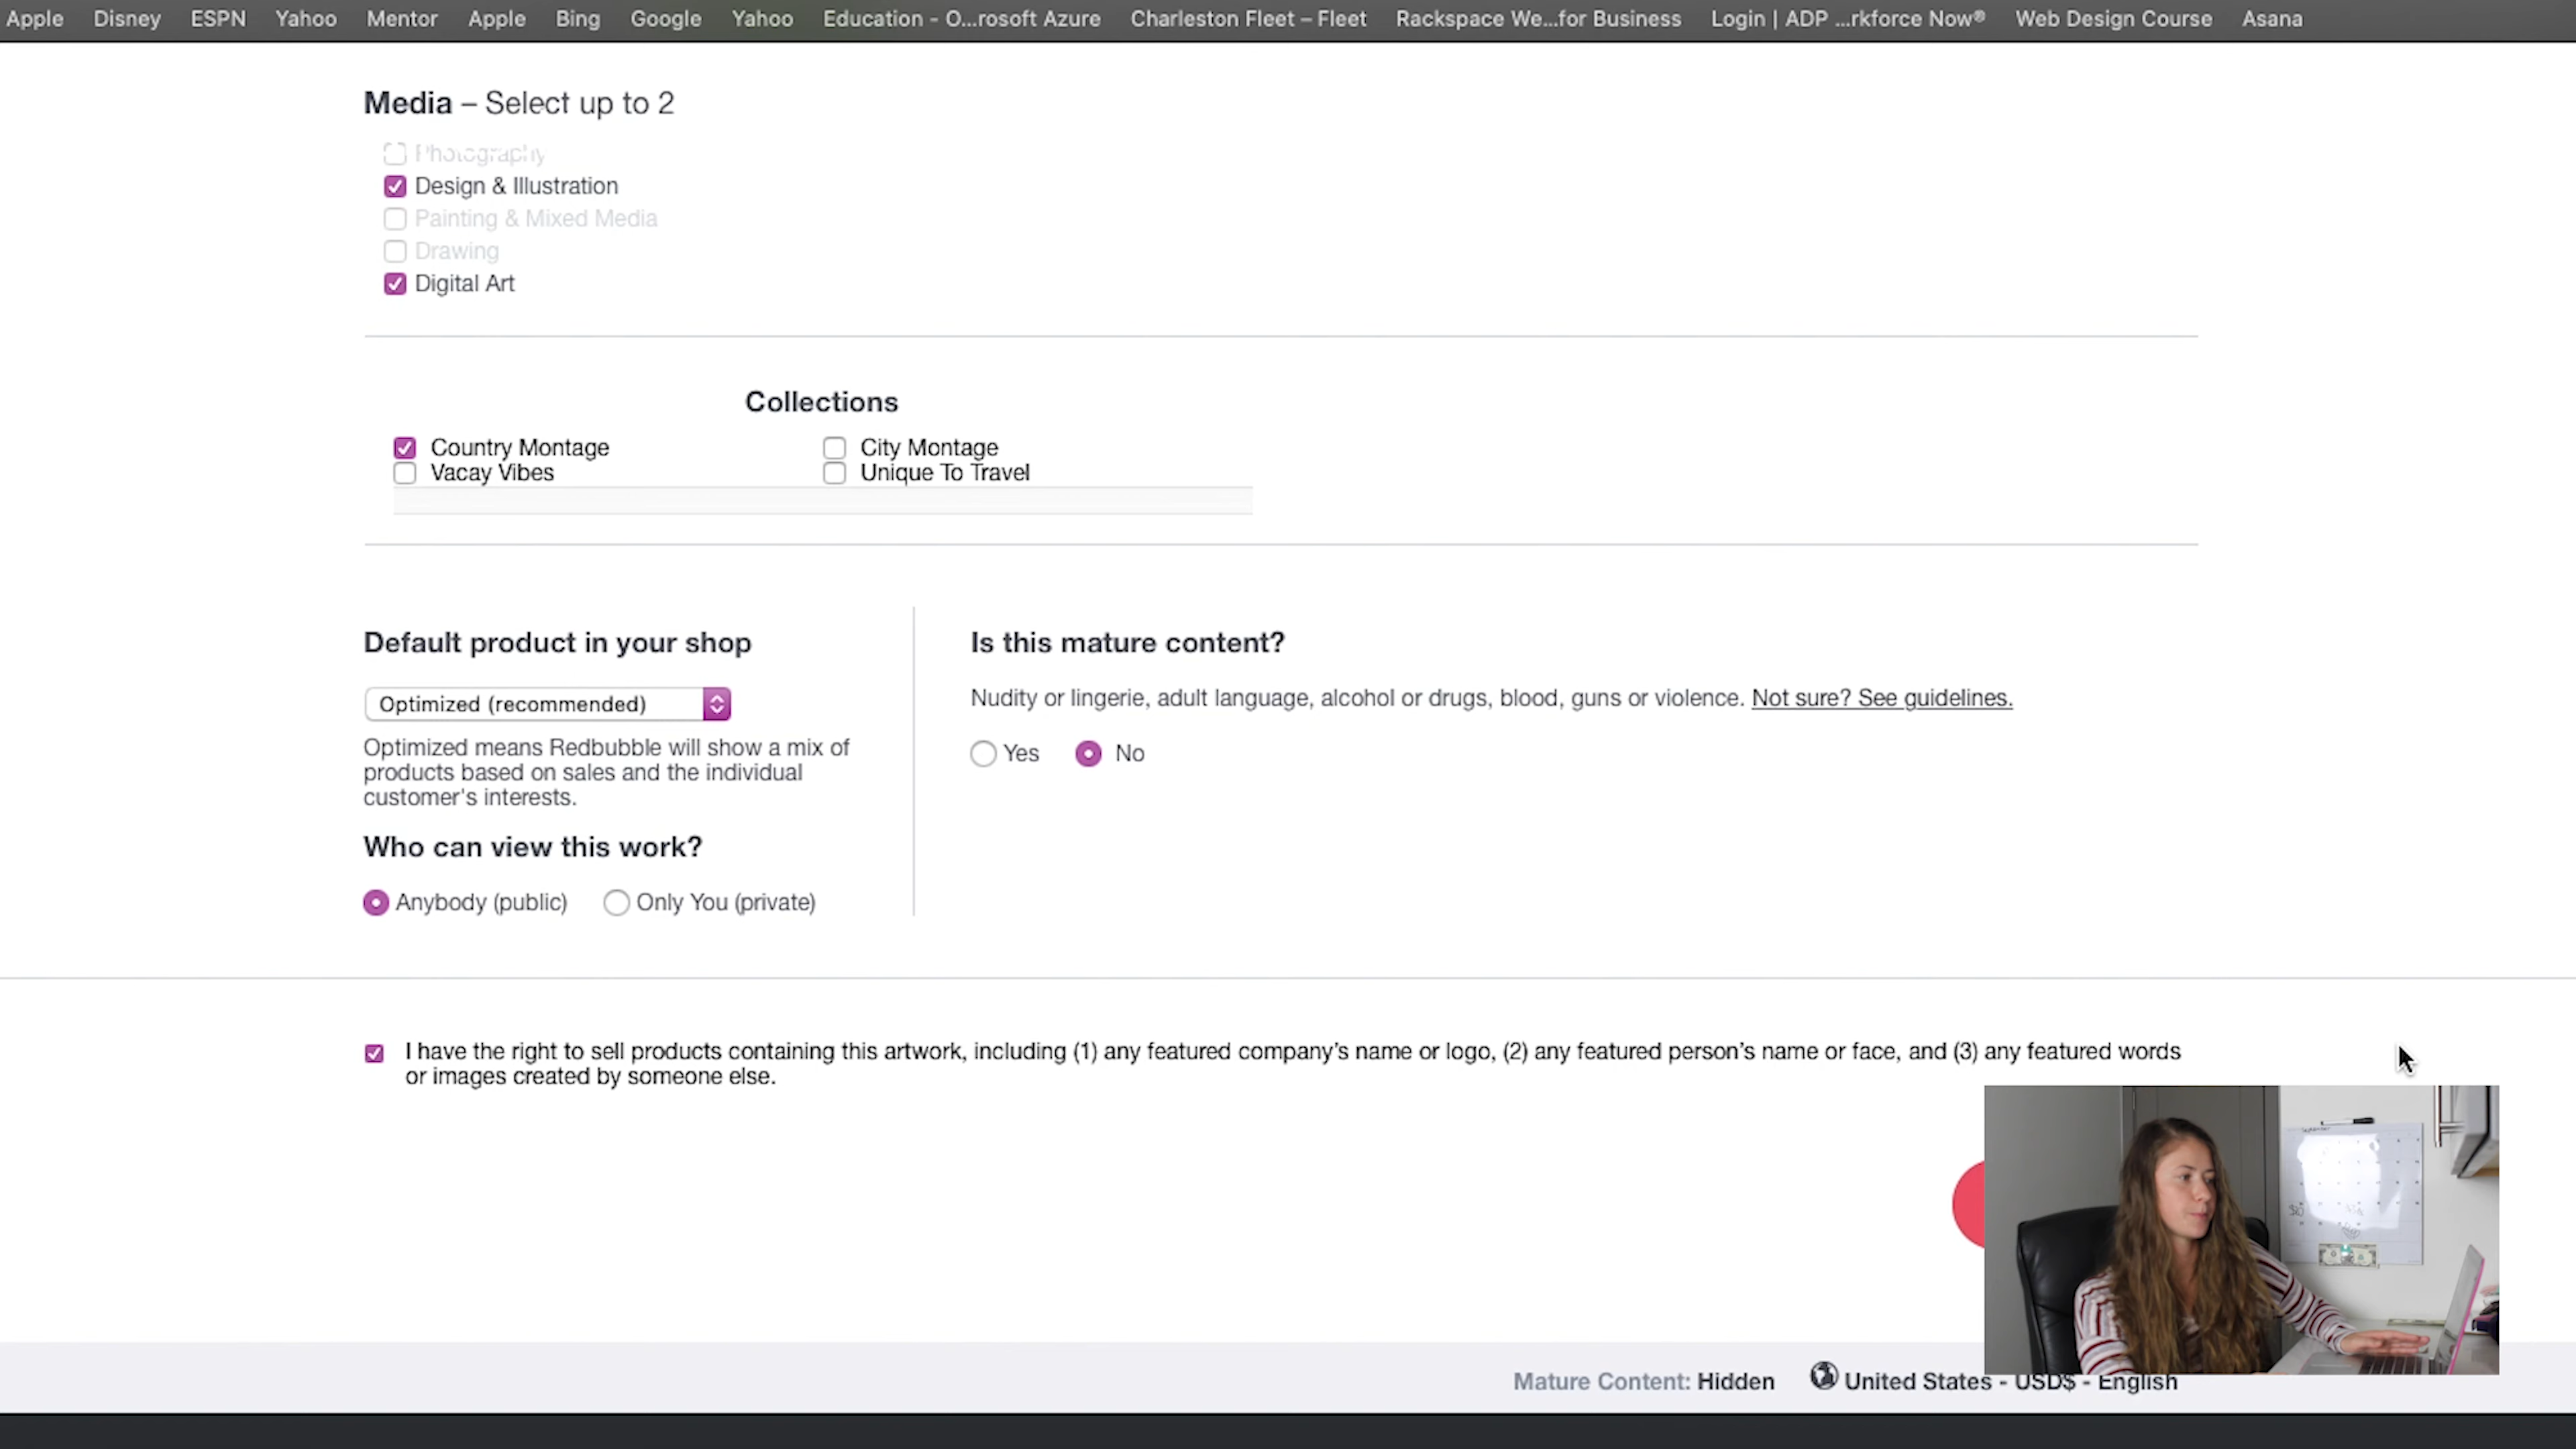 Apple Disney ESPN Yahoo Mentor Apple Bing Google Yahoo Education - O...rosoft Azure Charleston Fleet – Fleet Rackspace We...for Business Login | ADP ...rkforce Now® Web Design Course Asana
Media – Select up to 2
Photography
Design & Illustration
Painting & Mixed Media
Drawing
Digital Art
Collections
Country Montage City Montage
Vacay Vibes Unique To Travel
Default product in your shop
Optimized (recommended)
Optimized means Redbubble will show a mix of
products based on sales and the individual
customer's interests.
Who can view this work?
Anybody (public) Only You (private)
Is this mature content?
Nudity or lingerie, adult language, alcohol or drugs, blood, guns or violence. Not sure? See guidelines.
Yes No
I have the right to sell products containing this artwork, including (1) any featured company’s name or logo, (2) any featured person’s name or face, and (3) any featured words
or images created by someone else.
Mature Content: Hidden United States - USD$ - English